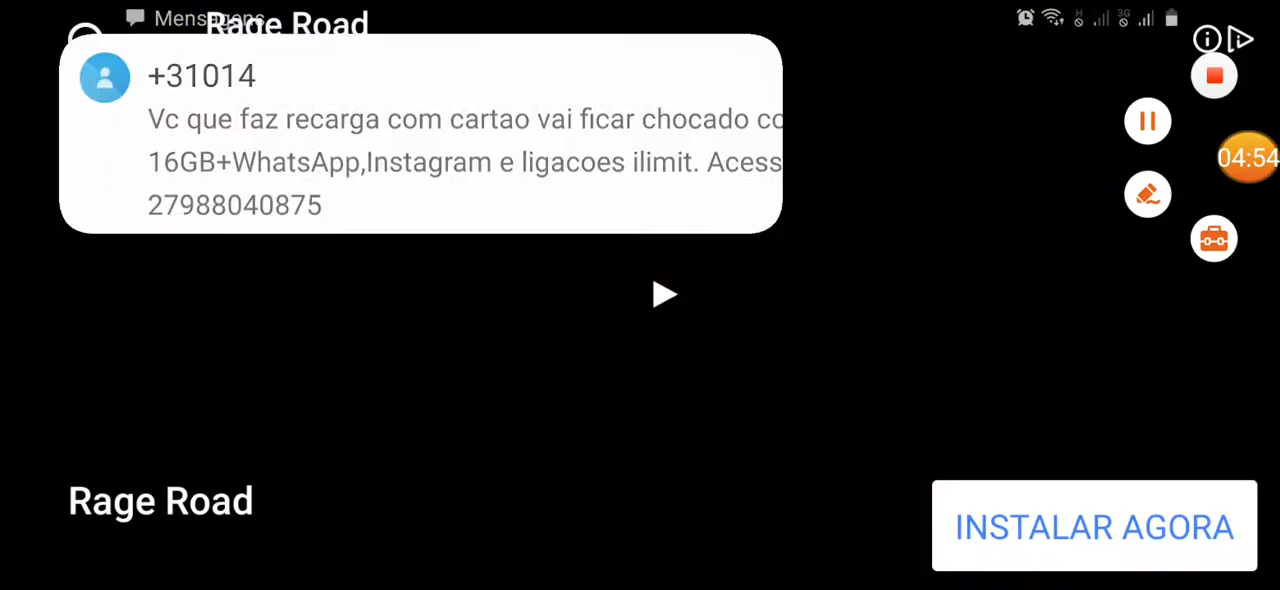 Mensagens
Rage Road
+31014
Vc que faz recarga com cartao vai ficar chocado co
16GB+WhatsApp,Instagram e ligacoes ilimit. Acess
27988040875
H
3G
04:54
Rage Road
INSTALAR AGORA